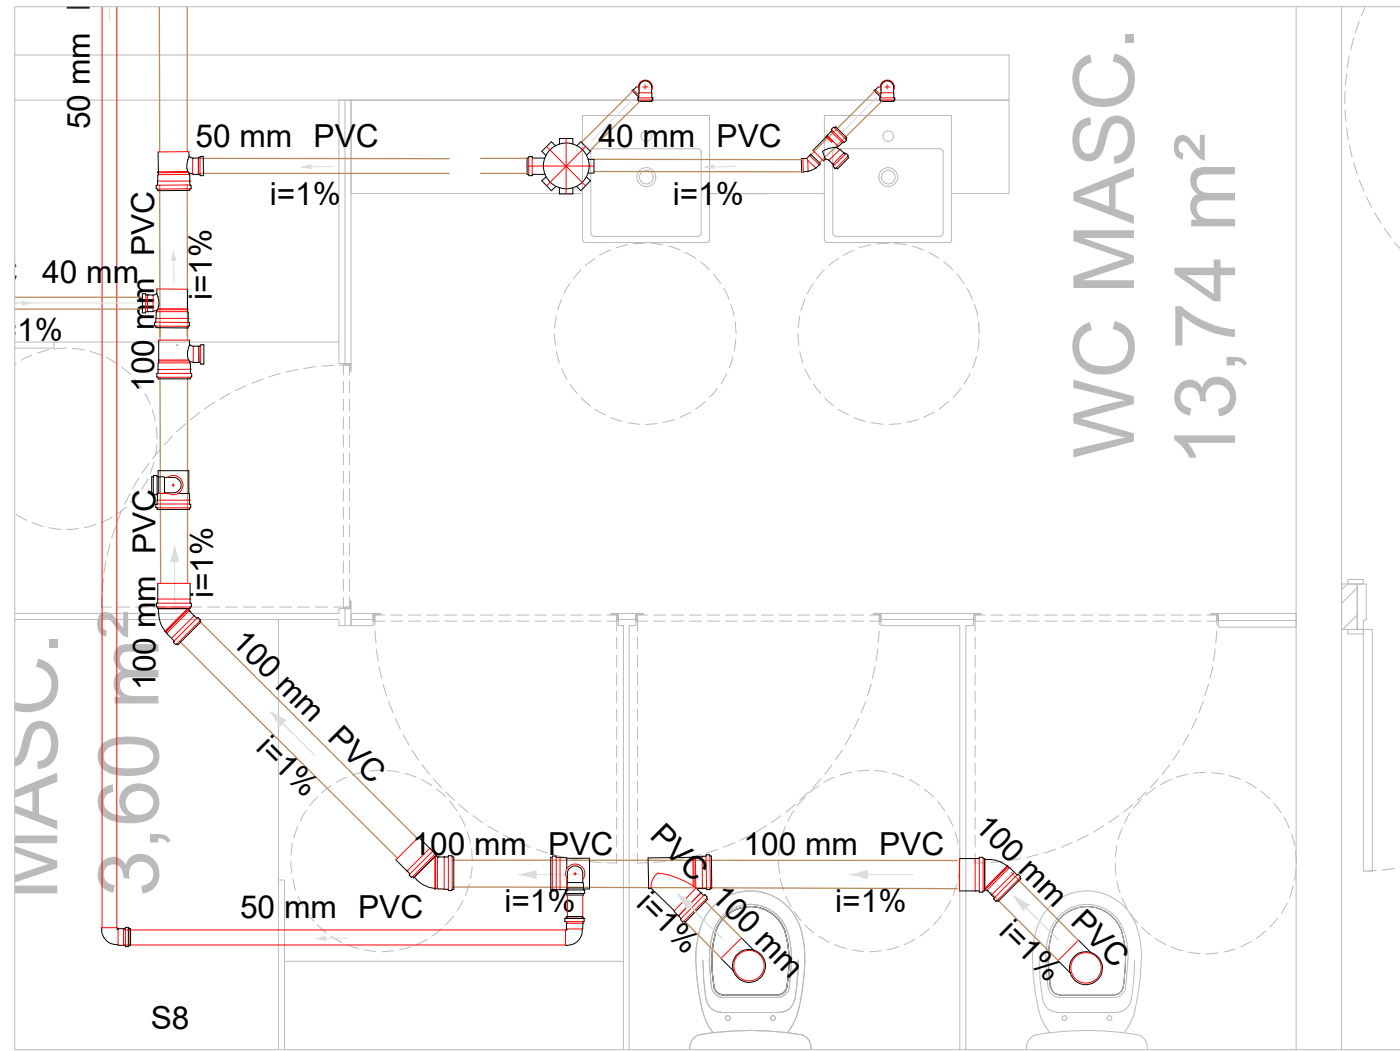 50 mm
50 mm PVC
i=1%
40 mm PVC
i=1%
WC MASC.
13,74 m²
40 mm
=1%
100 mm PVC
i=1%
100 mm PVC
i=1%
100 mm PVC
i=1%
MASC.
3,60 m²
100 mm PVC
i=1%
PVC
100 mm
i=1%
100 mm PVC
i=1%
100 mm PVC
i=1%
50 mm PVC
S8